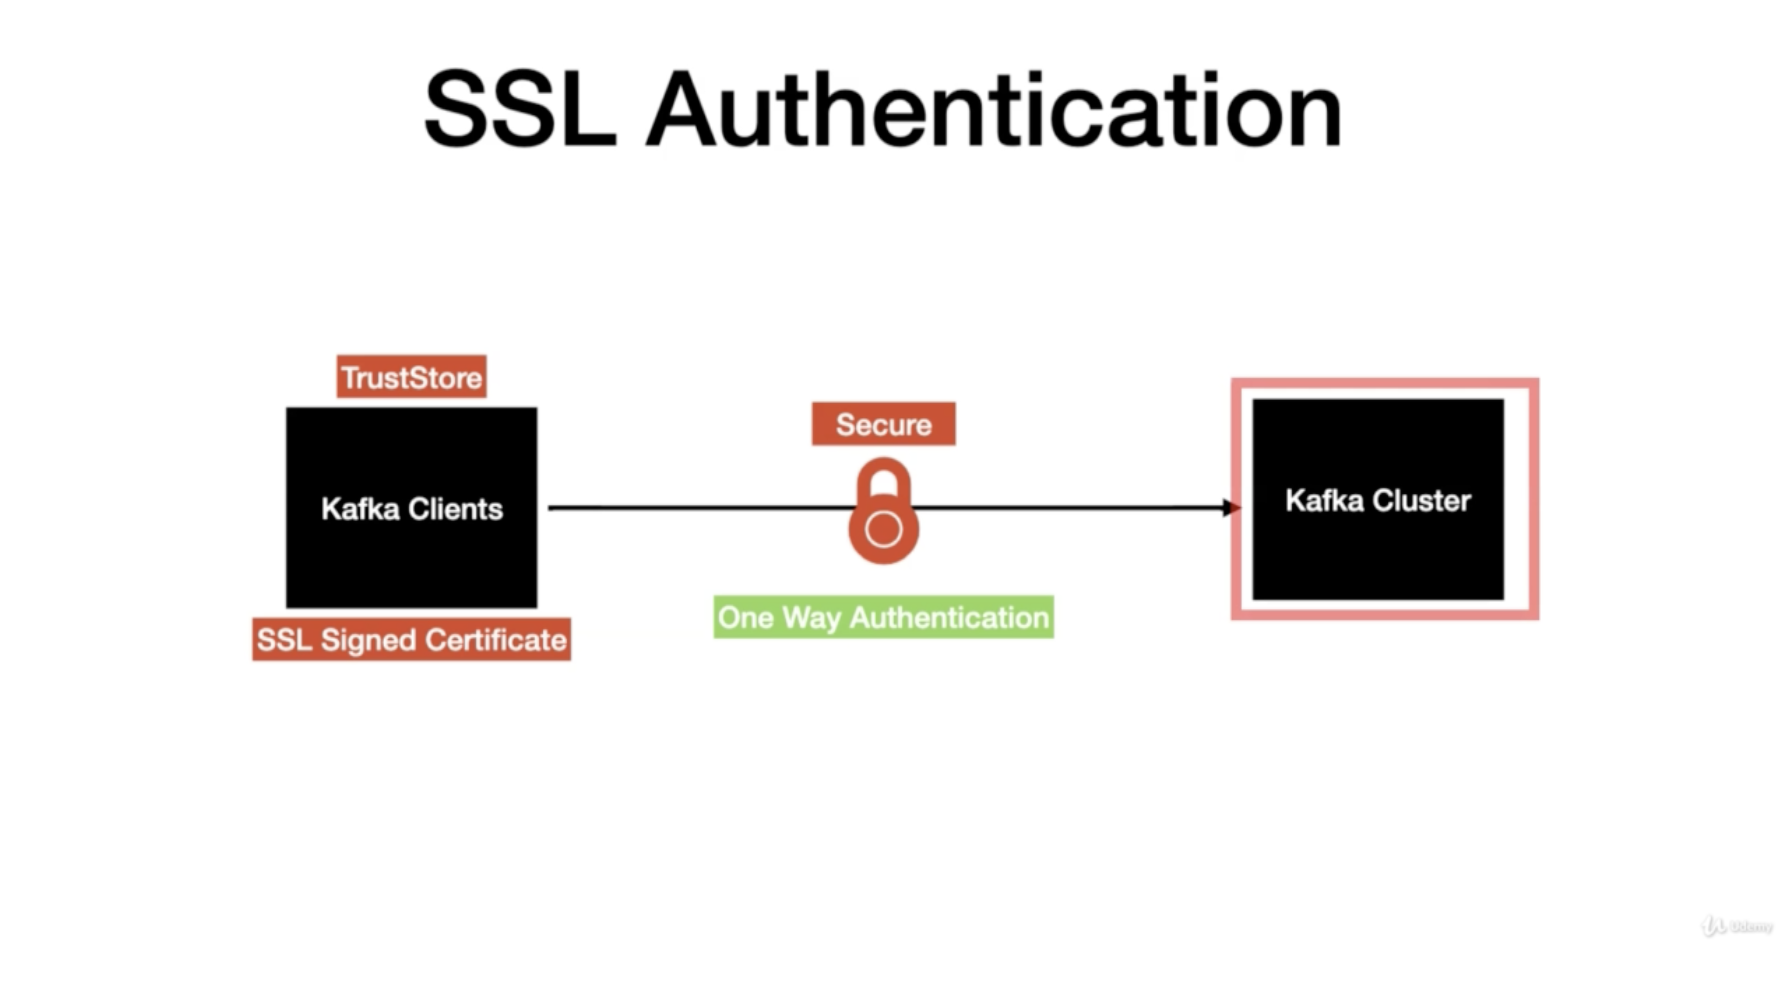 SSL Authentication
TrustStore
Secure
Kafka Clients
Kafka Cluster
One Way Authentication
SSL Signed Certificate
Udemy